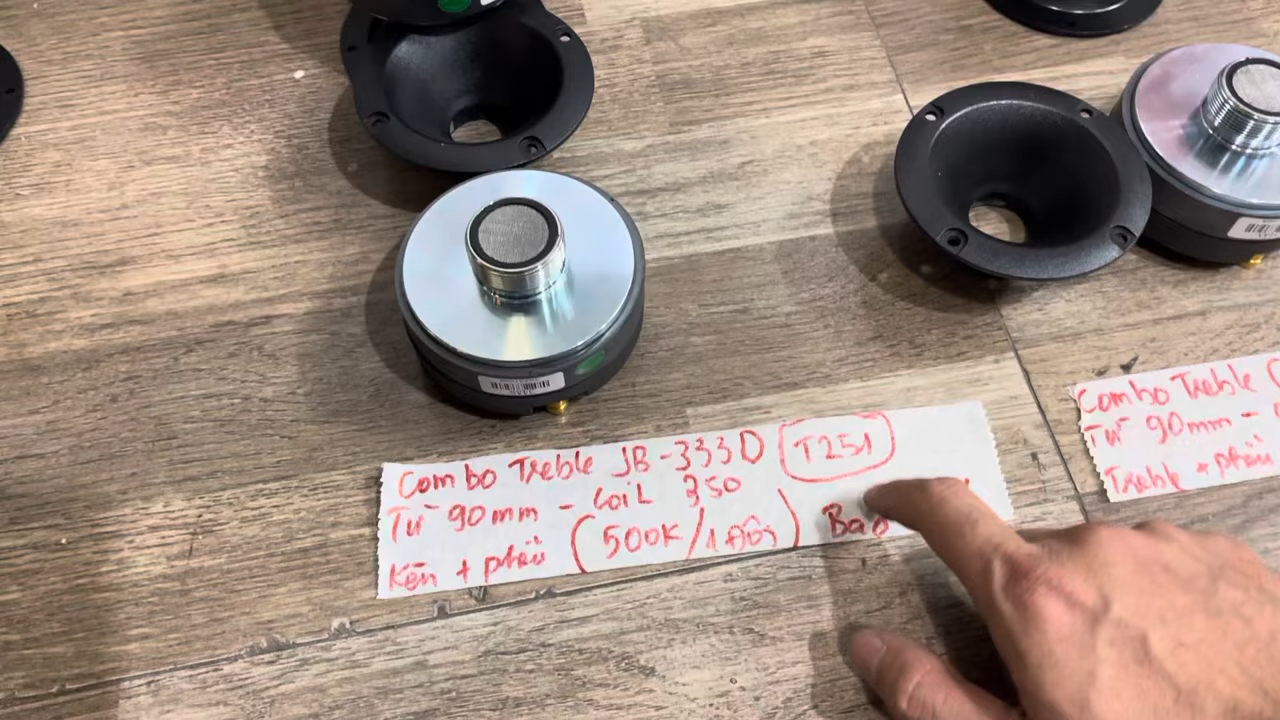 Combo Treble JB-333D T251
Từ 90mm - Coil 350
Kèn + phễu (500K/1 Đôi) Bao
Combo Treble
Từ 90mm -
Treble + phễu